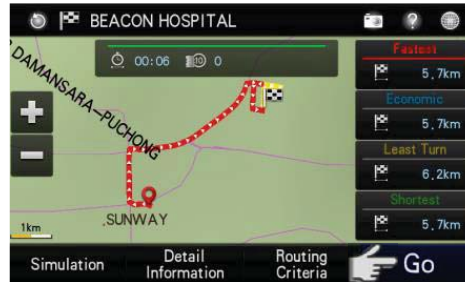 BEACON HOSPITAL
00:06 10 0
DAMANSARA-PUCHONG
SUNWAY
1km
Fastest
5,7km
Economic
5,7km
Least Turn
6,2km
Shortest
5,7km
Simulation
Detail
Information
Routing
Criteria
Go